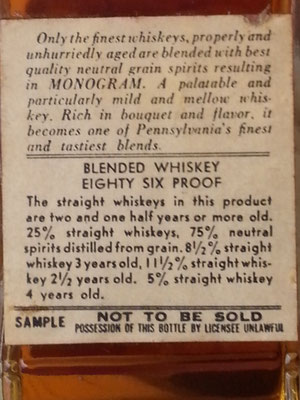 Only the finest whiskeys, properly and
unhurriedly aged are blended with best
quality neutral grain spirits resulting
in MONOGRAM. A palatable and
particularly mild and mellow whis-
key. Rich in bouquet and flavor, it
becomes one of Pennsylvania's finest
and tastiest blends.
BLENDED WHISKEY
EIGHTY SIX PROOF
The straight whiskeys in this product
are two and one half years or more old.
25% straight whiskeys, 75% neutral
spirits distilled from grain. 8½% straight
whiskey 3 years old, 11½% straight whis-
key 2½ years old. 5% straight whiskey
4 years old.
SAMPLE NOT TO BE SOLD
POSSESSION OF THIS BOTTLE BY LICENSEE UNLAWFUL